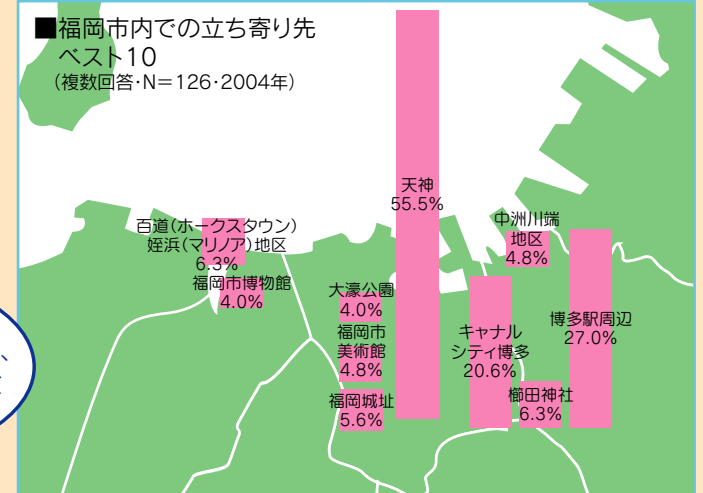 ■福岡市内での立ち寄り先
ベスト10
（複数回答・N＝126・2004年）
天神
55.5%
中洲川端
地区
4.8%
百道（ホークスタウン）
姪浜（マリノア）地区
6.3%
福岡市博物館
4.0%
大濠公園
4.0%
福岡市
美術館
4.8%
福岡城址
5.6%
キャナル
シティ博多
20.6%
博多駅周辺
27.0%
櫛田神社
6.3%
、